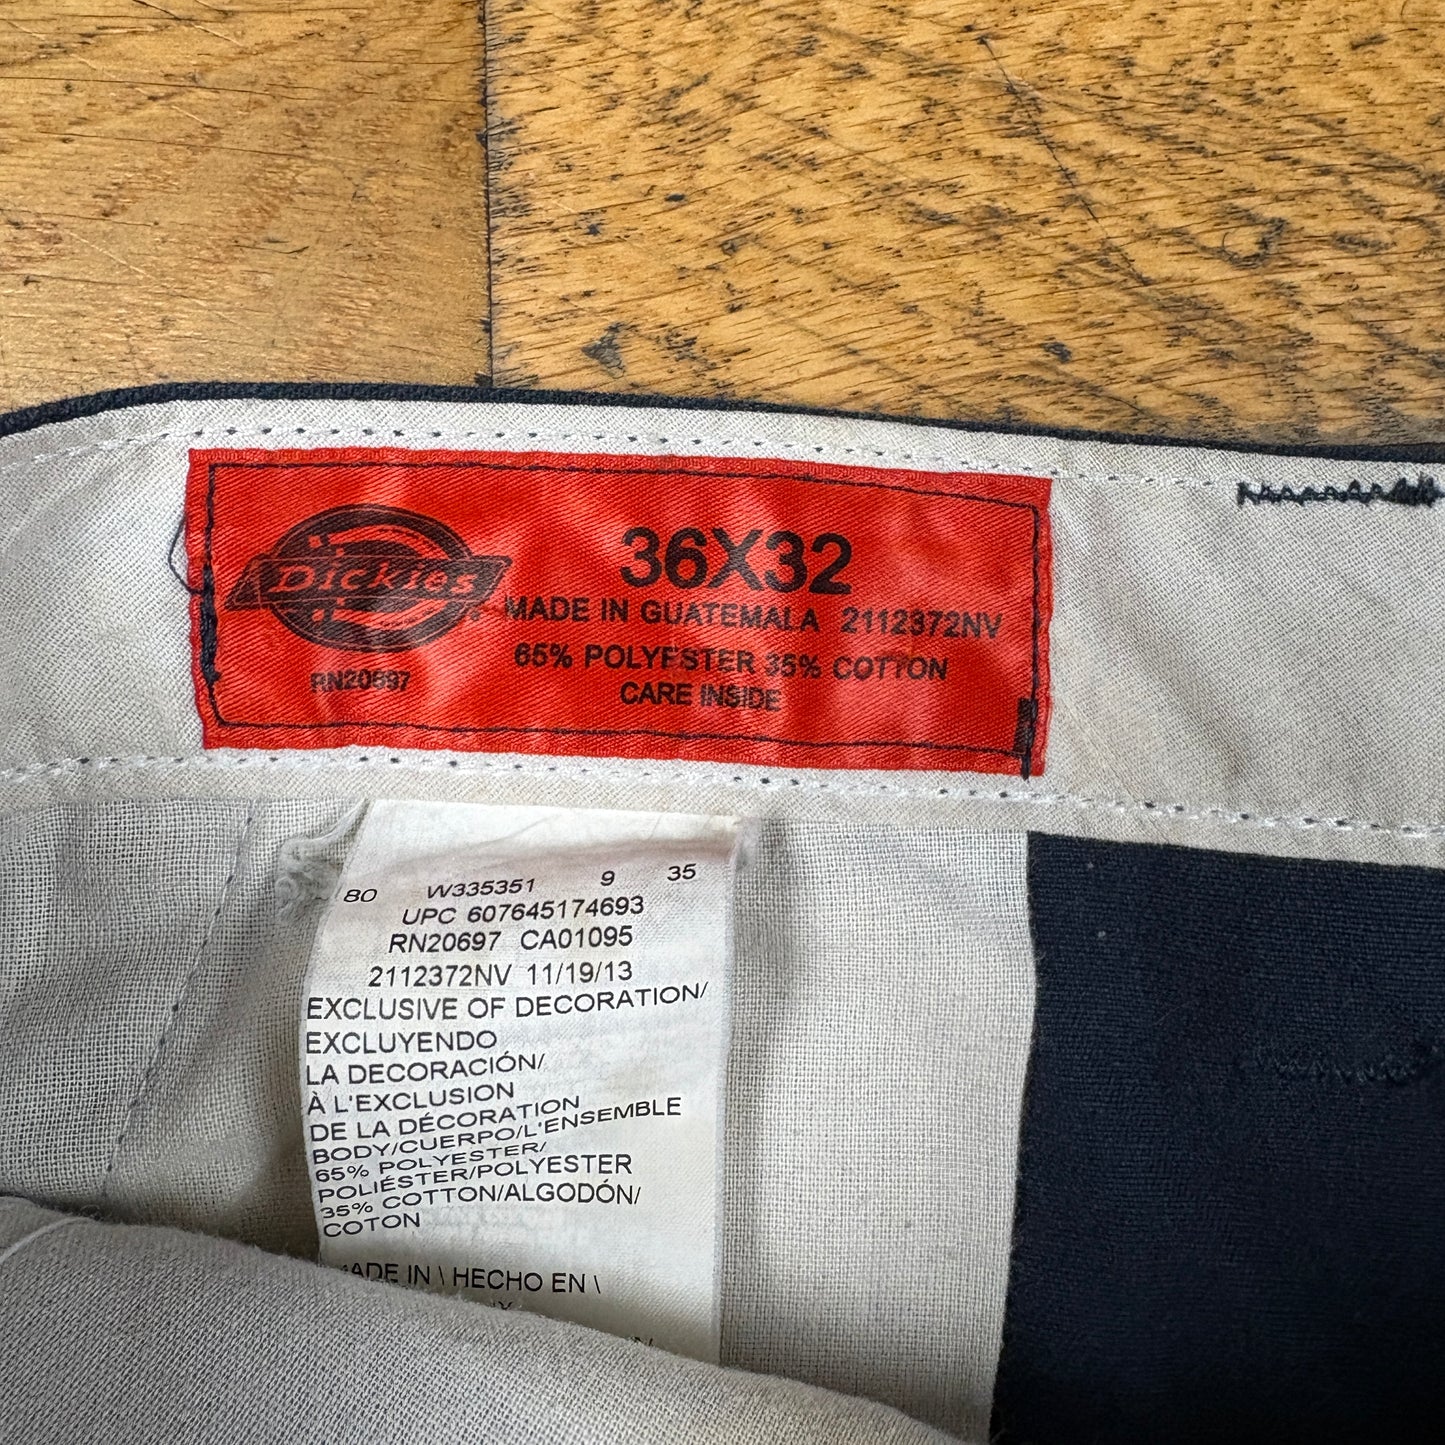 Dickies
RN20697
36X32
MADE IN GUATEMALA 2112372NV
65% POLYESTER 35% COTTON
CARE INSIDE
80 W335351 9 35
UPC 607645174693
RN20697 CA01095
2112372NV 11/19/13
EXCLUSIVE OF DECORATION/
EXCLUYENDO
LA DECORACIÓN/
À L'EXCLUSION
DE LA DÉCORATION
BODY/CUERPO/L'ENSEMBLE
65% POLYESTER/
POLIÉSTER/POLYESTER
35% COTTON/ALGODÓN/
COTON
MADE IN \ HECHO EN \